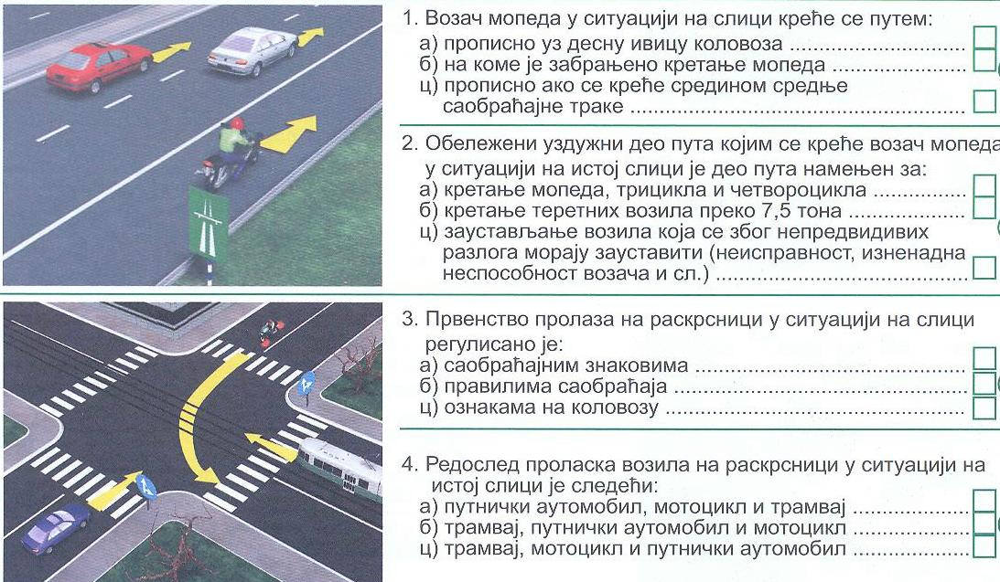 1. Возач мопеда у ситуацији на слици креће се путем:
а) прописно уз десну ивицу коловоза ..........................
б) на коме је забрањено кретање мопеда ....................
ц) прописно ако се креће средином средње
саобраћајне траке ..................................................
2. Обележени уздужни део пута којим се креће возач мопеда
у ситуацији на истој слици је део пута намењен за:
а) кретање мопеда, трицикла и четвороцикла ..............
б) кретање теретних возила преко 7,5 тона .................
ц) заустављање возила која се због непредвидивих
разлога морају зауставити (неисправност, изненадна
неспособност возача и сл.) ......................................
3. Првенство пролаза на раскрсници у ситуацији на слици
регулисано је:
а) саобраћајним знаковима .........................................
б) правилима саобраћаја ............................................
ц) ознакама на коловозу .............................................
4. Редослед проласка возила на раскрсници у ситуацији на
истој слици је следећи:
а) путнички аутомобил, мотоцикл и трамвај .................
б) трамвај, путнички аутомобил и мотоцикл .................
ц) трамвај, мотоцикл и путнички аутомобил .................